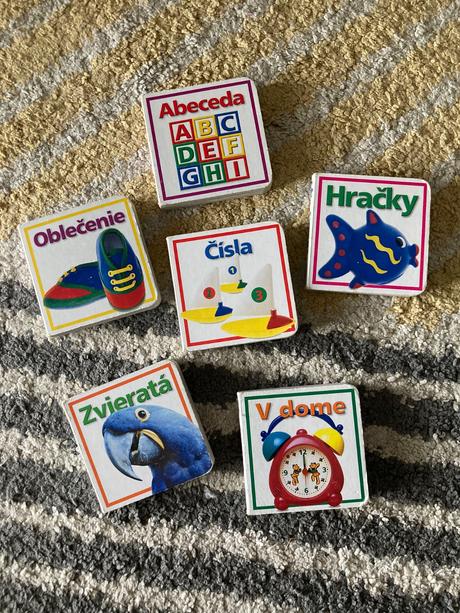 Abeceda
A B C
D E F
G H I
Hračky
Oblečenie
Čísla
1
2
3
Zvieratá
V dome